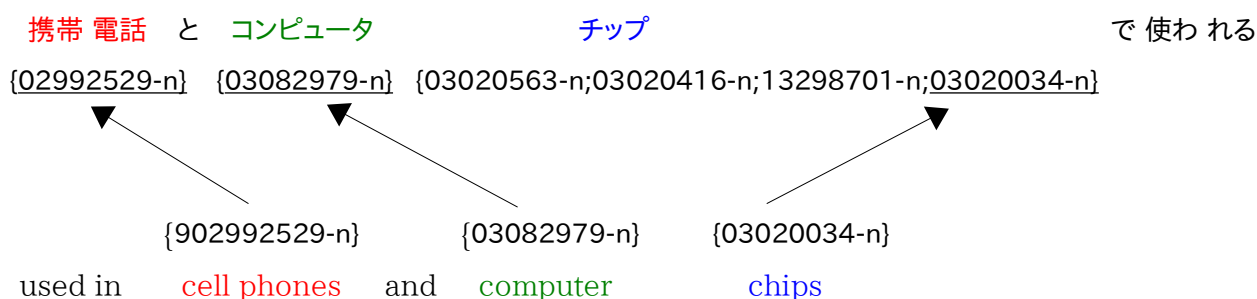 携帯 電話 と コンピュータ チップ で 使わ れる
{02992529-n} {03082979-n} {03020563-n;03020416-n;13298701-n;03020034-n}
{902992529-n} {03082979-n} {03020034-n}
used in cell phones and computer chips